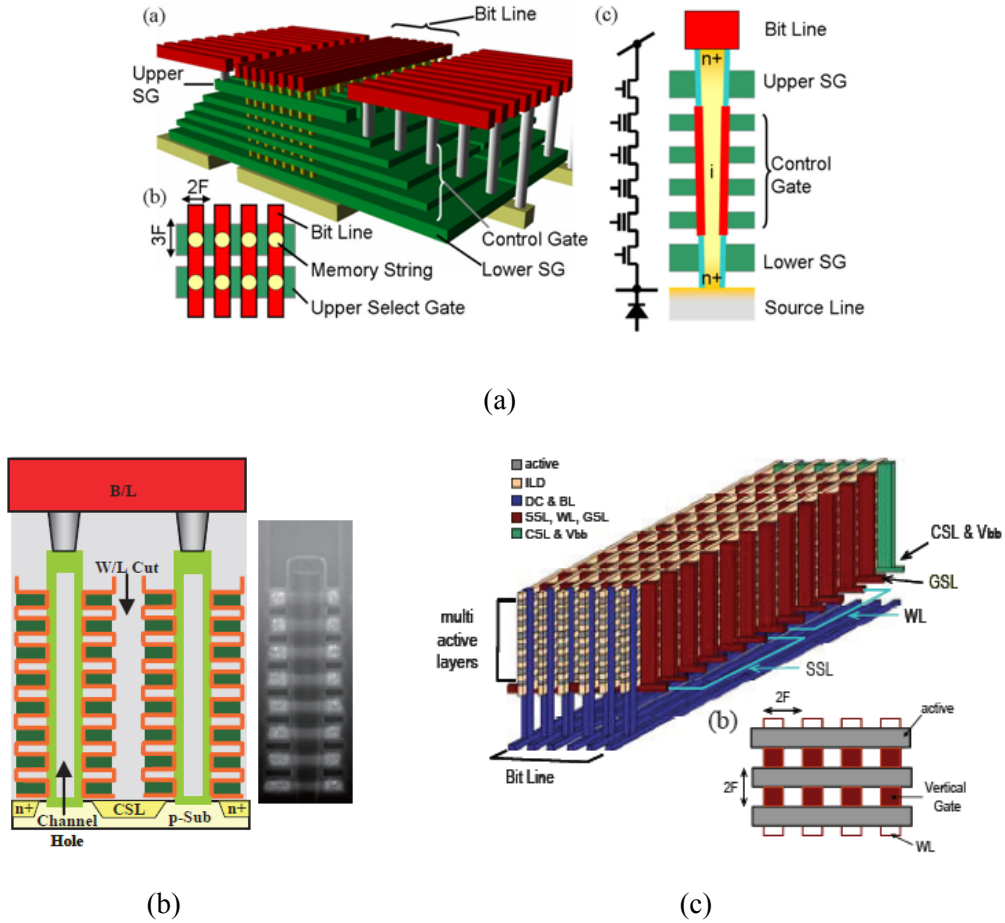 (a)
Bit Line
Upper
SG
(b)
2F
3F
Bit Line
Memory String
Upper Select Gate
Control Gate
Lower SG
(c)
Bit Line
n+
Upper SG
i
Control
Gate
Lower SG
n+
Source Line
(a)
B/L
W/L Cut
n+
CSL
p-Sub
n+
Channel
Hole
(b)
active
ILD
DC & BL
SSL, WL, GSL
CSL & Vbb
multi
active
layers
CSL & Vbb
GSL
WL
SSL
Bit Line
(b)
2F
active
2F
Vertical
Gate
WL
(c)